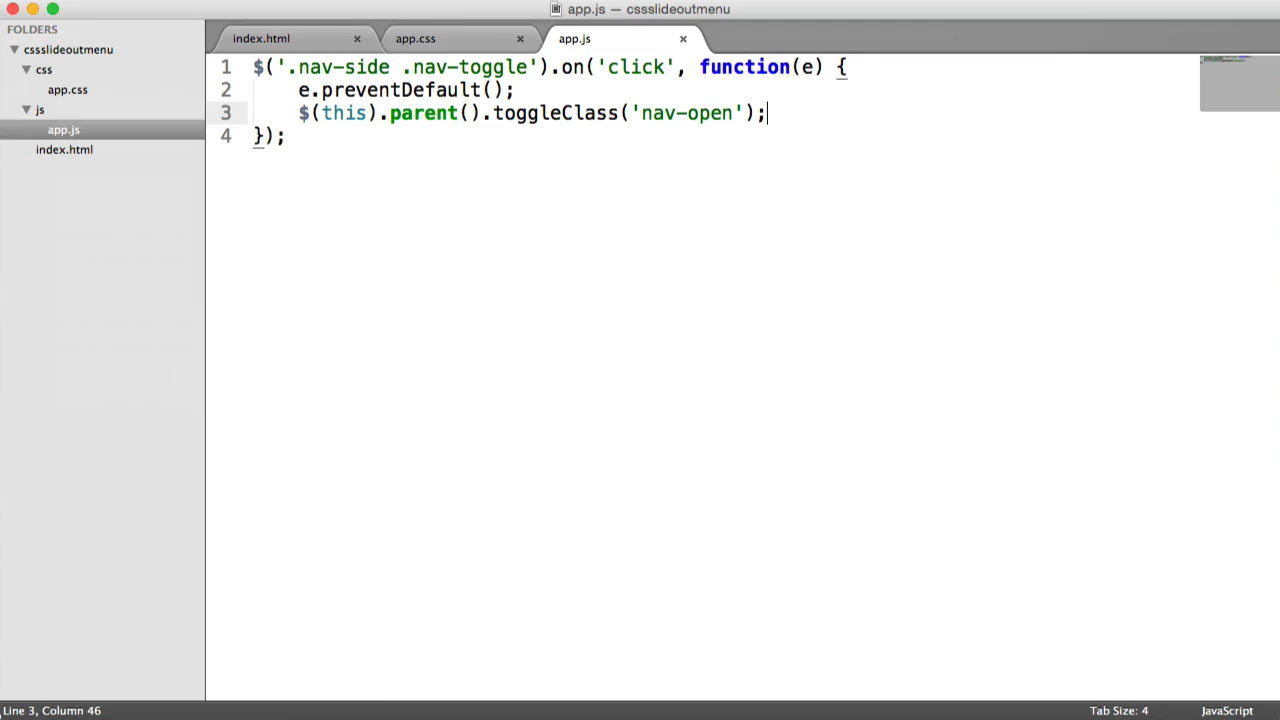 app.js — cssslideoutmenu
FOLDERS
cssslideoutmenu
css
app.css
js
app.js
index.html
index.html × app.css × app.js ×
1 $('.nav-side .nav-toggle').on('click', function(e) {
2 e.preventDefault();
3 $(this).parent().toggleClass('nav-open');
4 });
Line 3, Column 46 Tab Size: 4 JavaScript